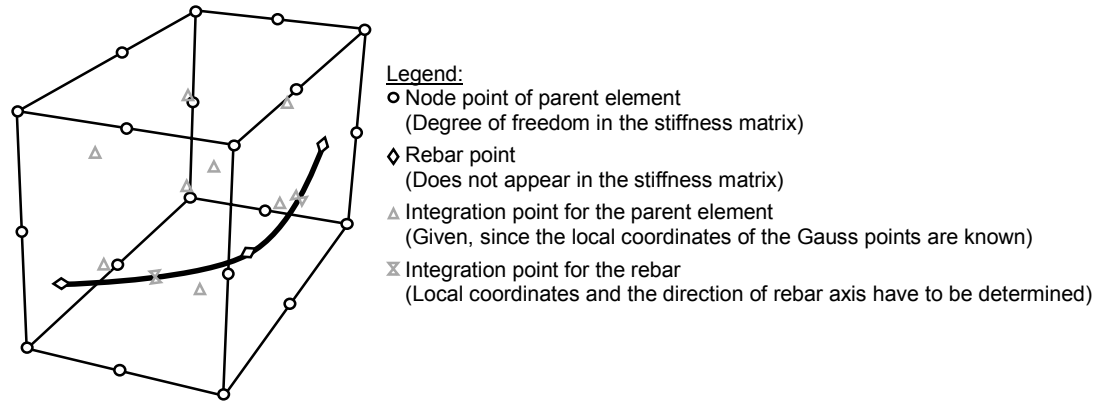 Legend:
Node point of parent element
(Degree of freedom in the stiffness matrix)
Rebar point
(Does not appear in the stiffness matrix)
Integration point for the parent element
(Given, since the local coordinates of the Gauss points are known)
Integration point for the rebar
(Local coordinates and the direction of rebar axis have to be determined)